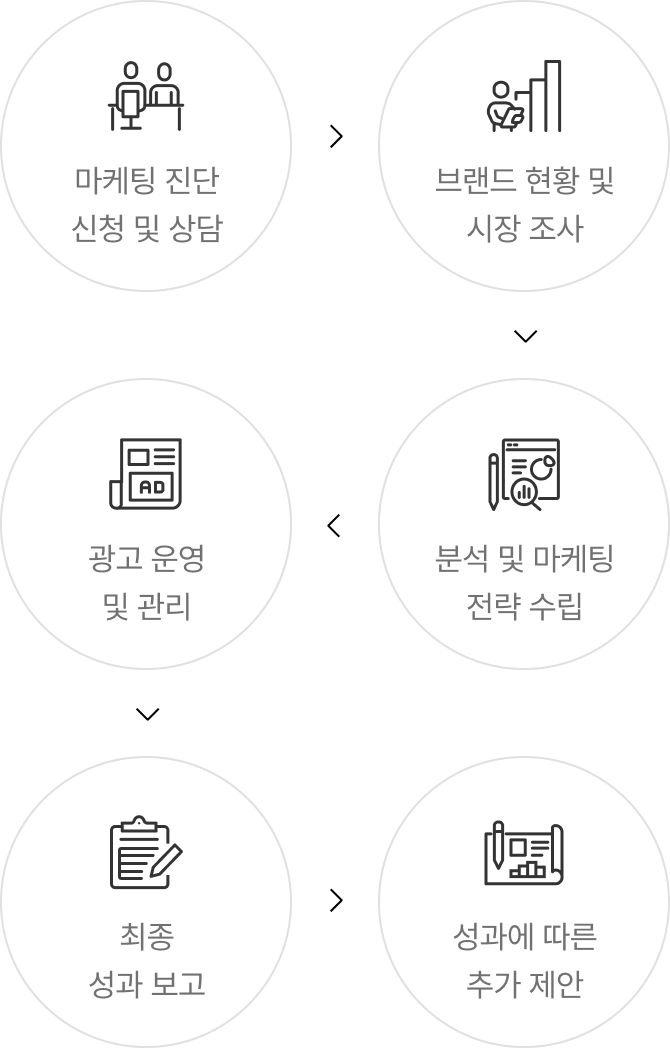 마케팅 진단
신청 및 상담
브랜드 현황 및
시장 조사
분석 및 마케팅
전략 수립
AD
광고 운영
및 관리
최종
성과 보고
성과에 따른
추가 제안